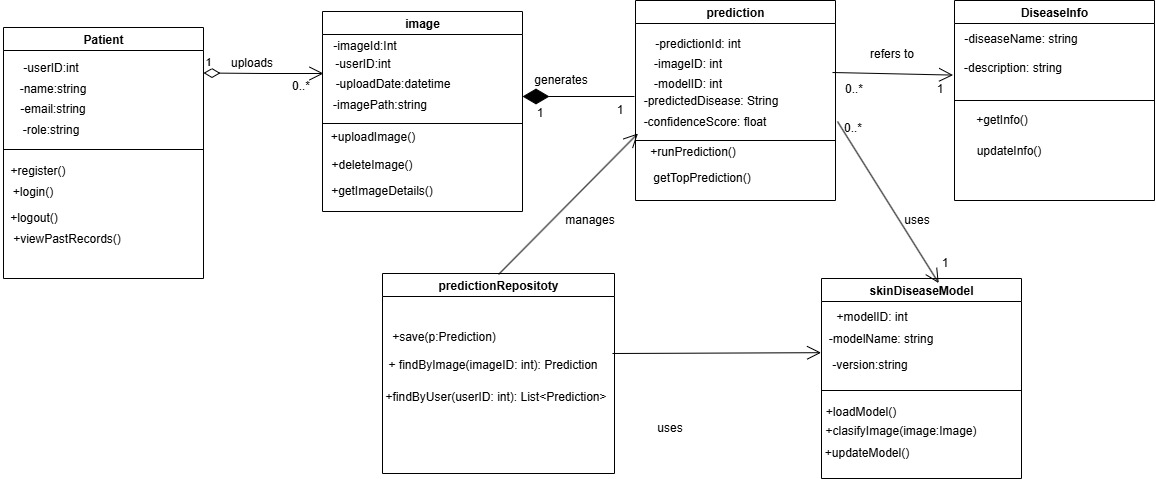 Patient
-userID:int
-name:string
-email:string
-role:string
+register()
+login()
+logout()
+viewPastRecords()
1
uploads
0..*
image
-imageId:Int
-userID:int
-uploadDate:datetime
-imagePath:string
+uploadImage()
+deleteImage()
+getImageDetails()
generates
1
1
prediction
-predictionId: int
-imageID: int
-modelID: int
-predictedDisease: String
-confidenceScore: float
+runPrediction()
getTopPrediction()
refers to
0..*
1
DiseaseInfo
-diseaseName: string
-description: string
+getInfo()
updateInfo()
0..*
uses
1
manages
predictionRepositoty
+save(p:Prediction)
+ findByImage(imageID: int): Prediction
+findByUser(userID: int): List<Prediction>
uses
skinDiseaseModel
+modelID: int
-modelName: string
-version:string
+loadModel()
+clasifyImage(image:Image)
+updateModel()